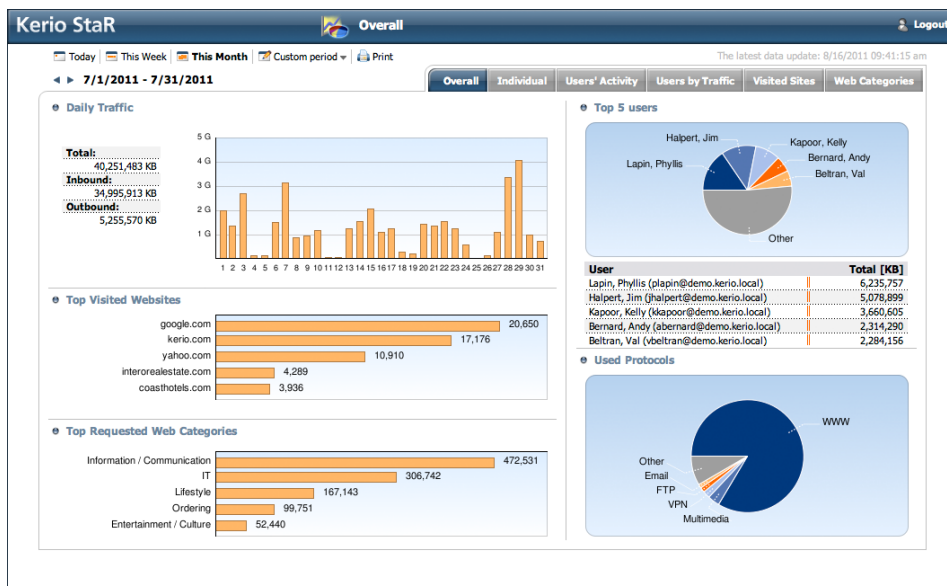 Kerio StaR
Overall
Logout
Today This Week This Month Custom period Print
The latest data update: 8/16/2011 09:41:15 am
7/1/2011 - 7/31/2011
Overall Individual Users' Activity Users by Traffic Visited Sites Web Categories
Daily Traffic
Total:
40,251,483 KB
Inbound:
34,995,913 KB
Outbound:
5,255,570 KB
5 G
4 G
3 G
2 G
1 G
1 2 3 4 5 6 7 8 9 10 11 12 13 14 15 16 17 18 19 20 21 22 23 24 25 26 27 28 29 30 31
Top Visited Websites
google.com 20,650
kerio.com 17,176
yahoo.com 10,910
interorealestate.com 4,289
coasthotels.com 3,936
Top Requested Web Categories
Information / Communication 472,531
IT 306,742
Lifestyle 167,143
Ordering 99,751
Entertainment / Culture 52,440
Top 5 users
Halpert, Jim
Kapoor, Kelly
Lapin, Phyllis
Bernard, Andy
Beltran, Val
Other
User Total [KB]
Lapin, Phyllis (plapin@demo.kerio.local) 6,235,757
Halpert, Jim (jhalpert@demo.kerio.local) 5,078,899
Kapoor, Kelly (kkapoor@demo.kerio.local) 3,660,605
Bernard, Andy (abernard@demo.kerio.local) 2,314,290
Beltran, Val (vbeltran@demo.kerio.local) 2,284,156
Used Protocols
WWW
Other
Email
FTP
VPN
Multimedia